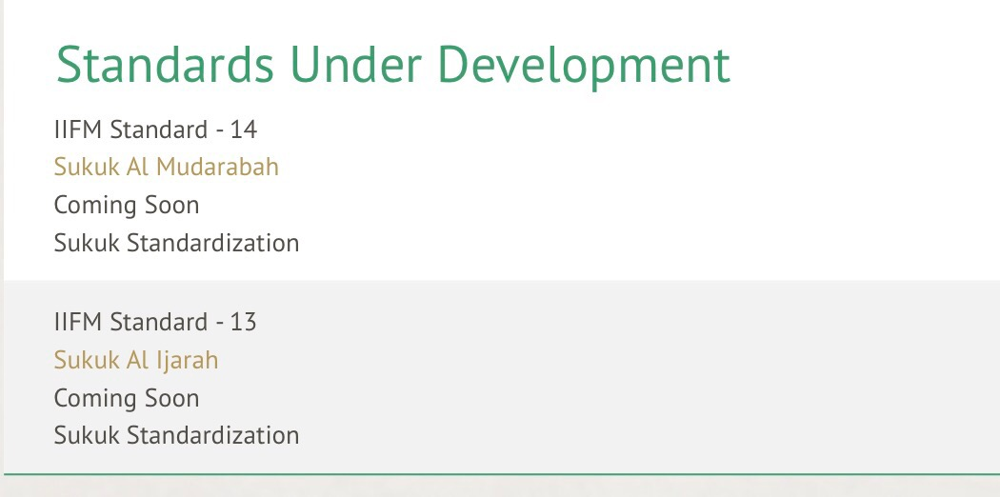 Standards Under Development
IIFM Standard - 14
Sukuk Al Mudarabah
Coming Soon
Sukuk Standardization
IIFM Standard - 13
Sukuk Al Ijarah
Coming Soon
Sukuk Standardization